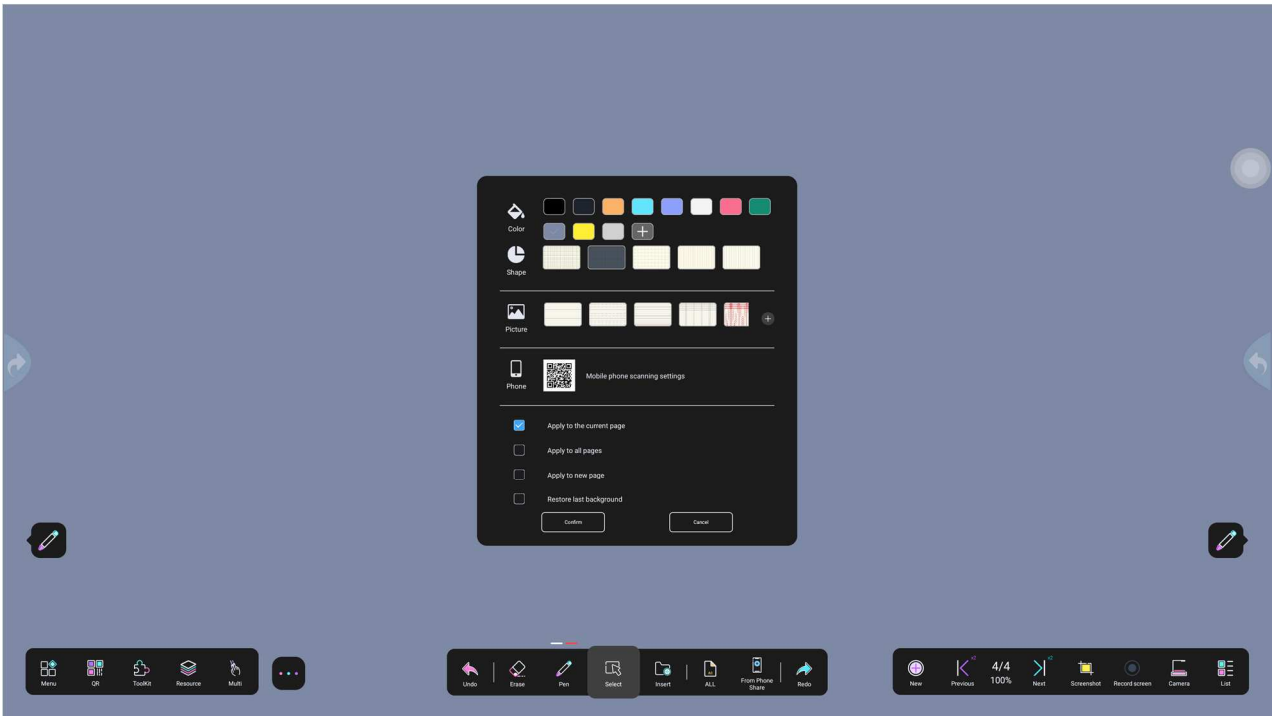 Color
Shape
Picture
Phone
Mobile phone scanning settings
Apply to the current page
Apply to all pages
Apply to new page
Restore last background
Confirm
Cancel
Menu
QR
ToolKit
Resource
Multi
Undo
Erase
Pen
Select
Insert
ALL
From Phone
Share
Redo
New
Previous
4/4
100%
Next
Screenshot
Record screen
Camera
List